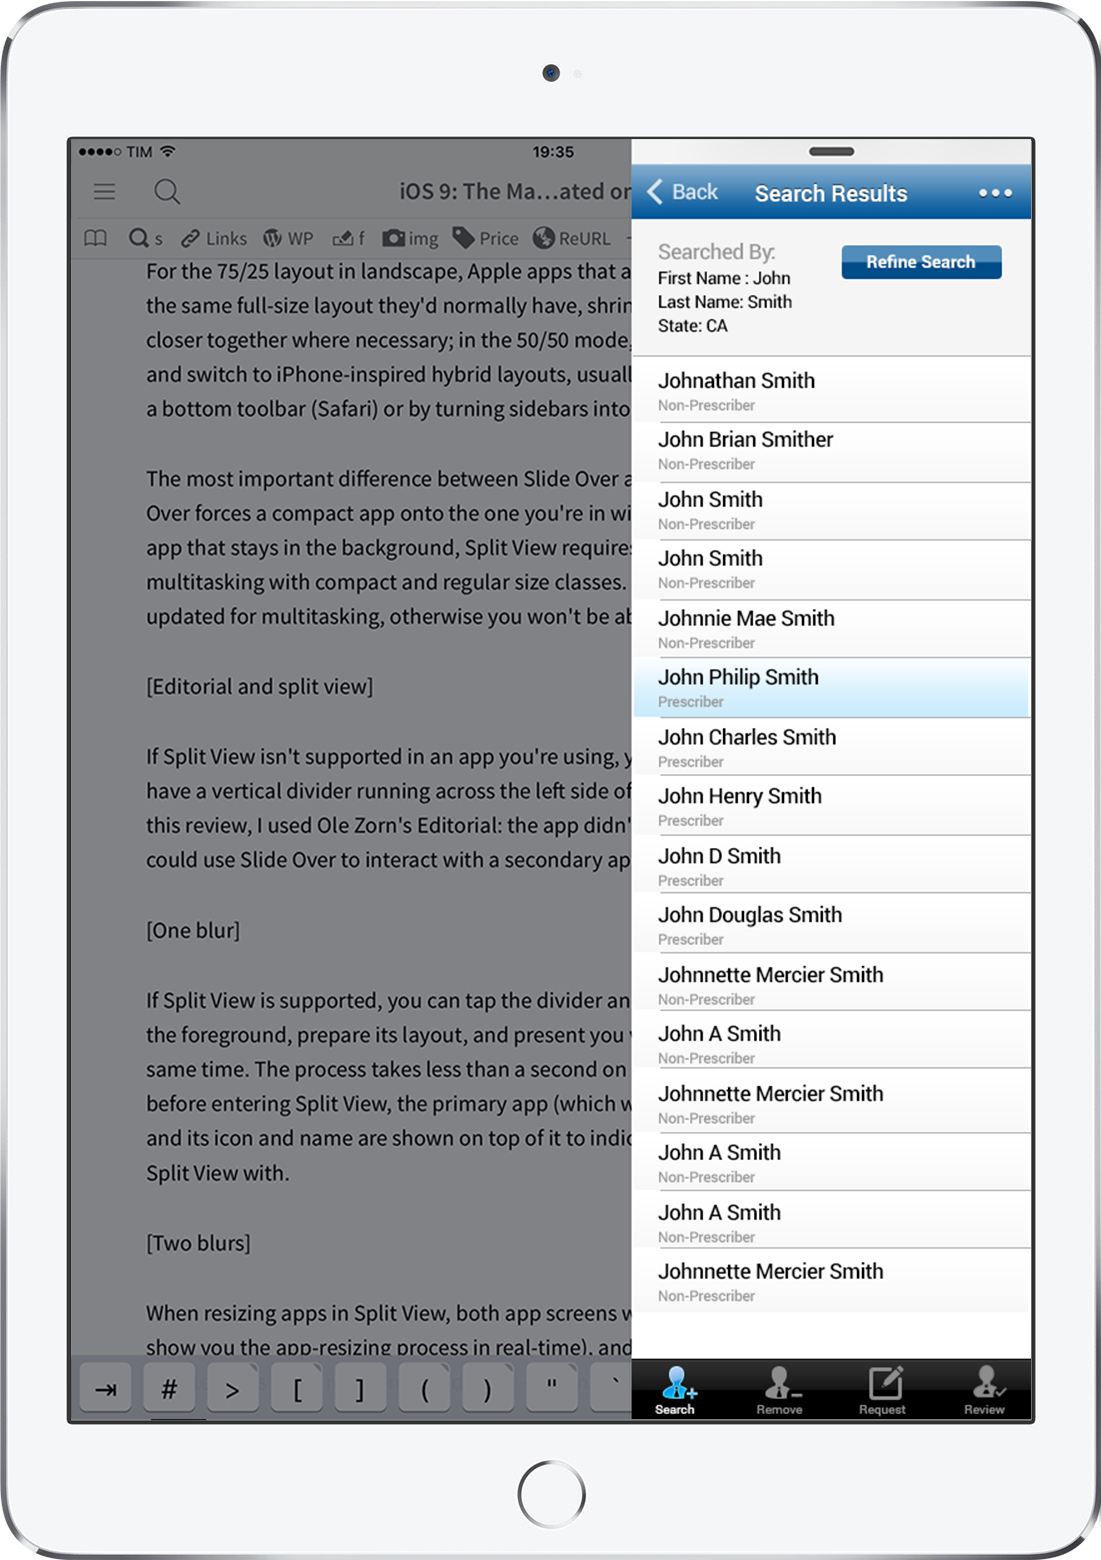 TIM
19:35
iOS 9: The Ma...ated or
s Links WP f img Price ReURL
For the 75/25 layout in landscape, Apple apps that a
the same full-size layout they'd normally have, shrin
closer together where necessary; in the 50/50 mode,
and switch to iPhone-inspired hybrid layouts, usuall
a bottom toolbar (Safari) or by turning sidebars into
The most important difference between Slide Over a
Over forces a compact app onto the one you're in wi
app that stays in the background, Split View requires
multitasking with compact and regular size classes.
updated for multitasking, otherwise you won't be ab
[Editorial and split view]
If Split View isn't supported in an app you're using, y
have a vertical divider running across the left side of
this review, I used Ole Zorn's Editorial: the app didn'
could use Slide Over to interact with a secondary ap
[One blur]
If Split View is supported, you can tap the divider an
the foreground, prepare its layout, and present you w
same time. The process takes less than a second on
before entering Split View, the primary app (which w
and its icon and name are shown on top of it to indic
Split View with.
[Two blurs]
When resizing apps in Split View, both app screens w
show you the app-resizing process in real-time), and
# > [ ] ( ) " `
Back
Search Results
Searched By:
First Name : John
Last Name: Smith
State: CA
Refine Search
Johnathan Smith
Non-Prescriber
John Brian Smither
Non-Prescriber
John Smith
Non-Prescriber
John Smith
Non-Prescriber
Johnnie Mae Smith
Non-Prescriber
John Philip Smith
Prescriber
John Charles Smith
Prescriber
John Henry Smith
Prescriber
John D Smith
Prescriber
John Douglas Smith
Prescriber
Johnnette Mercier Smith
Non-Prescriber
John A Smith
Non-Prescriber
Johnnette Mercier Smith
Non-Prescriber
John A Smith
Non-Prescriber
John A Smith
Non-Prescriber
Johnnette Mercier Smith
Non-Prescriber
Search Remove Request Review